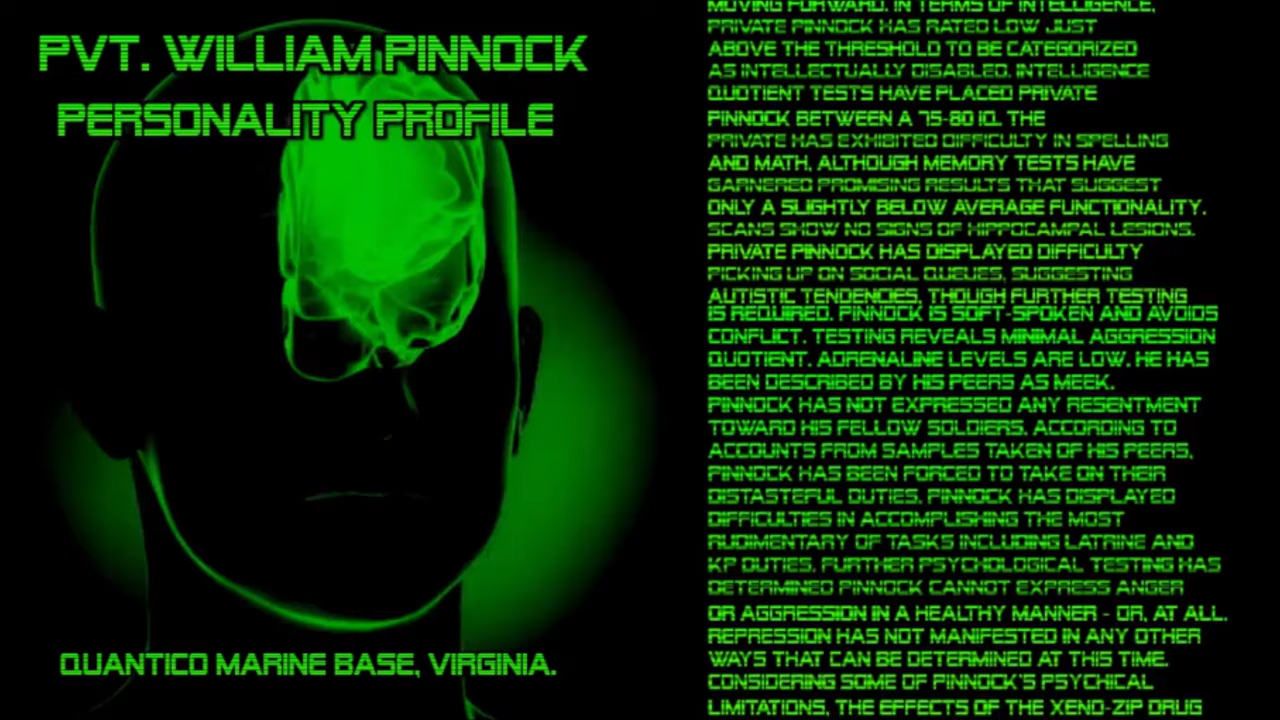 PVT. WILLIAM PINNOCK
PERSONALITY PROFILE
QUANTICO MARINE BASE, VIRGINIA.
MOVING FORWARD. IN TERMS OF INTELLIGENCE,
PRIVATE PINNOCK HAS RATED LOW JUST
ABOVE THE THRESHOLD TO BE CATEGORIZED
AS INTELLECTUALLY DISABLED. INTELLIGENCE
QUOTIENT TESTS HAVE PLACED PRIVATE
PINNOCK BETWEEN A 75-80 IQ. THE
PRIVATE HAS EXHIBITED DIFFICULTY IN SPELLING
AND MATH, ALTHOUGH MEMORY TESTS HAVE
GARNERED PROMISING RESULTS THAT SUGGEST
ONLY A SLIGHTLY BELOW AVERAGE FUNCTIONALITY.
SCANS SHOW NO SIGNS OF HIPPOCAMPAL LESIONS.
PRIVATE PINNOCK HAS DISPLAYED DIFFICULTY
PICKING UP ON SOCIAL QUEUES, SUGGESTING
AUTISTIC TENDENCIES, THOUGH FURTHER TESTING
IS REQUIRED. PINNOCK IS SOFT-SPOKEN AND AVOIDS
CONFLICT. TESTING REVEALS MINIMAL AGGRESSION
QUOTIENT. ADRENALINE LEVELS ARE LOW. HE HAS
BEEN DESCRIBED BY HIS PEERS AS MEEK.
PINNOCK HAS NOT EXPRESSED ANY RESENTMENT
TOWARD HIS FELLOW SOLDIERS. ACCORDING TO
ACCOUNTS FROM SAMPLES TAKEN OF HIS PEERS,
PINNOCK HAS BEEN FORCED TO TAKE ON THEIR
DISTASTEFUL DUTIES. PINNOCK HAS DISPLAYED
DIFFICULTIES IN ACCOMPLISHING THE MOST
RUDIMENTARY OF TASKS INCLUDING LATRINE AND
KP DUTIES. FURTHER PSYCHOLOGICAL TESTING HAS
DETERMINED PINNOCK CANNOT EXPRESS ANGER
OR AGGRESSION IN A HEALTHY MANNER - OR, AT ALL.
REPRESSION HAS NOT MANIFESTED IN ANY OTHER
WAYS THAT CAN BE DETERMINED AT THIS TIME.
CONSIDERING SOME OF PINNOCK'S PSYCHICAL
LIMITATIONS, THE EFFECTS OF THE XENO-ZIP DRUG